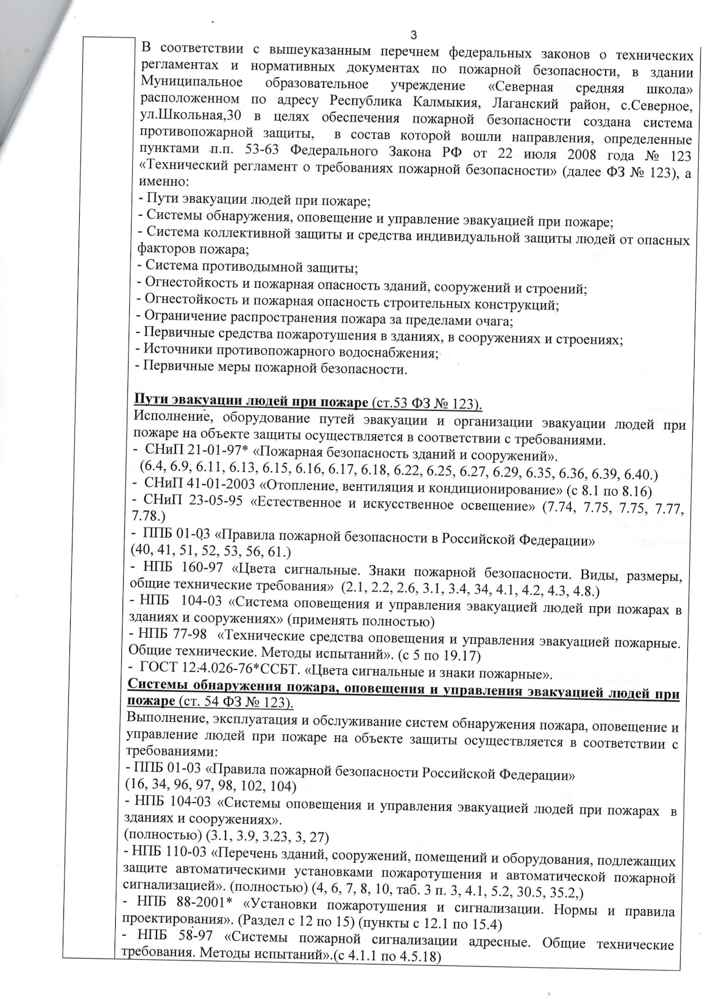 3
В соответствии с вышеуказанным перечнем федеральных законов о технических
регламентах и нормативных документах по пожарной безопасности, в здании
Муниципальное образовательное учреждение «Северная средняя школа»
расположенном по адресу Республика Калмыкия, Лаганский район, с.Северное,
ул.Школьная,30 в целях обеспечения пожарной безопасности создана система
противопожарной защиты, в состав которой вошли направления, определенные
пунктами п.п. 53-63 Федерального Закона РФ от 22 июля 2008 года № 123
«Технический регламент о требованиях пожарной безопасности» (далее ФЗ № 123), а
именно:
- Пути эвакуации людей при пожаре;
- Системы обнаружения, оповещение и управление эвакуацией при пожаре;
- Система коллективной защиты и средства индивидуальной защиты людей от опасных
факторов пожара;
- Система противодымной защиты;
- Огнестойкость и пожарная опасность зданий, сооружений и строений;
- Огнестойкость и пожарная опасность строительных конструкций;
- Ограничение распространения пожара за пределами очага;
- Первичные средства пожаротушения в зданиях, в сооружениях и строениях;
- Источники противопожарного водоснабжения;
- Первичные меры пожарной безопасности.
Пути эвакуации людей при пожаре (ст.53 ФЗ № 123).
Исполнение, оборудование путей эвакуации и организации эвакуации людей при
пожаре на объекте защиты осуществляется в соответствии с требованиями.
- СНиП 21-01-97* «Пожарная безопасность зданий и сооружений».
(6.4, 6.9, 6.11, 6.13, 6.15, 6.16, 6.17, 6.18, 6.22, 6.25, 6.27, 6.29, 6.35, 6.36, 6.39, 6.40.)
- СНиП 41-01-2003 «Отопление, вентиляция и кондиционирование» (с 8.1 по 8.16)
- СНиП 23-05-95 «Естественное и искусственное освещение» (7.74, 7.75, 7.75, 7.77,
7.78.)
- ППБ 01-03 «Правила пожарной безопасности в Российской Федерации»
(40, 41, 51, 52, 53, 56, 61.)
- НПБ 160-97 «Цвета сигнальные. Знаки пожарной безопасности. Виды, размеры,
общие технические требования» (2.1, 2.2, 2.6, 3.1, 3.4, 34, 4.1, 4.2, 4.3, 4.8.)
- НПБ 104-03 «Система оповещения и управления эвакуацией людей при пожарах в
зданиях и сооружениях» (применять полностью)
- НПБ 77-98 «Технические средства оповещения и управления эвакуацией пожарные.
Общие технические. Методы испытаний». (с 5 по 19.17)
- ГОСТ 12.4.026-76*ССБТ. «Цвета сигнальные и знаки пожарные».
Системы обнаружения пожара, оповещения и управления эвакуацией людей при
пожаре (ст. 54 ФЗ № 123).
Выполнение, эксплуатация и обслуживание систем обнаружения пожара, оповещение и
управление людей при пожаре на объекте защиты осуществляется в соответствии с
требованиями:
- ППБ 01-03 «Правила пожарной безопасности Российской Федерации»
(16, 34, 96, 97, 98, 102, 104)
- НПБ 104-03 «Системы оповещения и управления эвакуацией людей при пожарах в
зданиях и сооружениях».
(полностью) (3.1, 3.9, 3.23, 3, 27)
- НПБ 110-03 «Перечень зданий, сооружений, помещений и оборудования, подлежащих
защите автоматическими установками пожаротушения и автоматической пожарной
сигнализацией». (полностью) (4, 6, 7, 8, 10, таб. 3 п. 3, 4.1, 5.2, 30.5, 35.2,)
- НПБ 88-2001* «Установки пожаротушения и сигнализации. Нормы и правила
проектирования». (Раздел с 12 по 15) (пункты с 12.1 по 15.4)
- НПБ 58-97 «Системы пожарной сигнализации адресные. Общие технические
требования. Методы испытаний».(с 4.1.1 по 4.5.18)